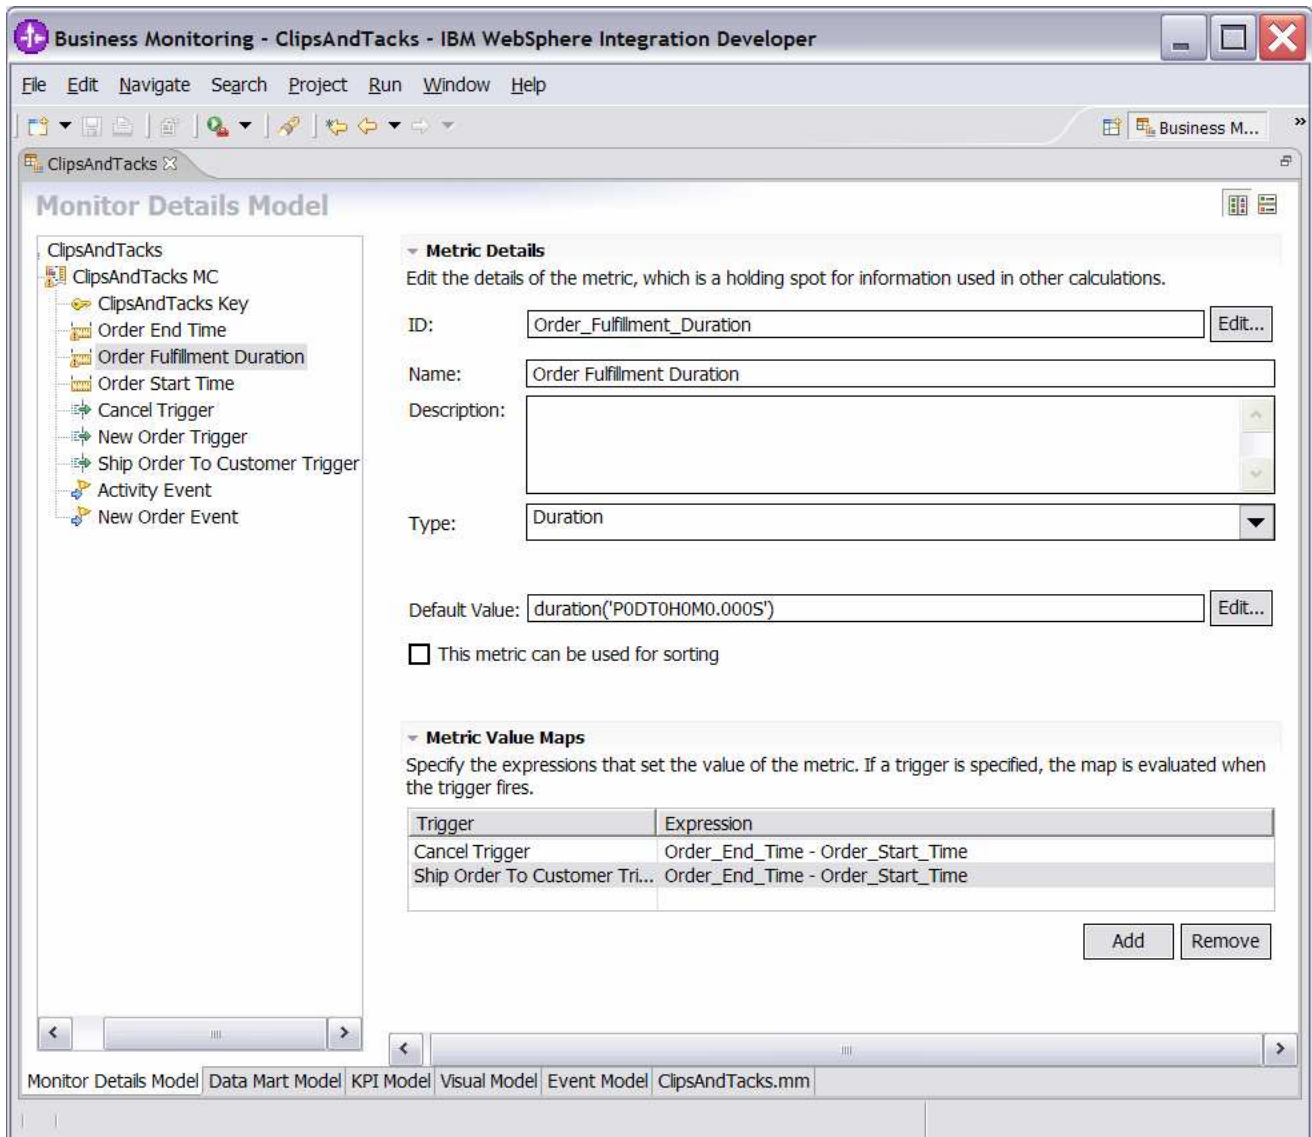 Business Monitoring - ClipsAndTacks - IBM WebSphere Integration Developer
File Edit Navigate Search Project Run Window Help
Business M... »
ClipsAndTacks
Monitor Details Model
ClipsAndTacks
ClipsAndTacks MC
ClipsAndTacks Key
Order End Time
Order Fulfillment Duration
Order Start Time
Cancel Trigger
New Order Trigger
Ship Order To Customer Trigger
Activity Event
New Order Event
Metric Details
Edit the details of the metric, which is a holding spot for information used in other calculations.
ID: Order_Fulfillment_Duration Edit...
Name: Order Fulfillment Duration
Description:
Type: Duration
Default Value: duration('P0DT0H0M0.000S') Edit...
This metric can be used for sorting
Metric Value Maps
Specify the expressions that set the value of the metric. If a trigger is specified, the map is evaluated when
the trigger fires.
Trigger Expression
Cancel Trigger Order_End_Time - Order_Start_Time
Ship Order To Customer Tri... Order_End_Time - Order_Start_Time
Add Remove
Monitor Details Model Data Mart Model KPI Model Visual Model Event Model ClipsAndTacks.mm